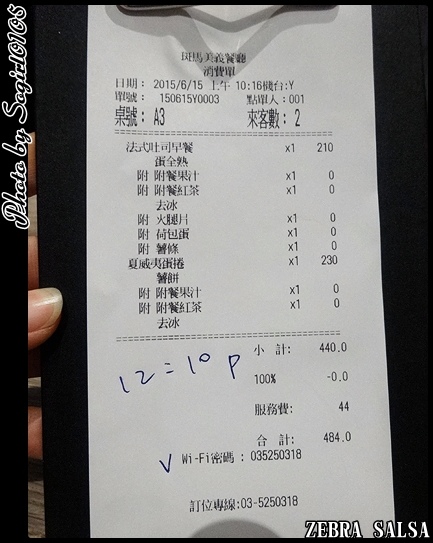 Photo by Sogirl0105
斑馬美義餐廳
消費單
日期: 2015/6/15 上午 10:16機台:Y
單號: 150615Y0003 點單人:001
桌號: A3 來客數: 2
法式吐司早餐 x1 210
蛋全熟
附 附餐果汁 x1 0
附 附餐紅茶 x1 0
去冰
附 火腿片 x1 0
附 荷包蛋 x1 0
附 薯條 x1 0
夏威夷蛋捲 x1 230
薯餅
附 附餐果汁 x1 0
附 附餐紅茶 x1 0
去冰
小 計: 440.0
12=10 p
100% -0.0
服務費: 44
合 計: 484.0
v Wi-Fi密碼 : 035250318
訂位專線:03-5250318
ZEBRA SALSA